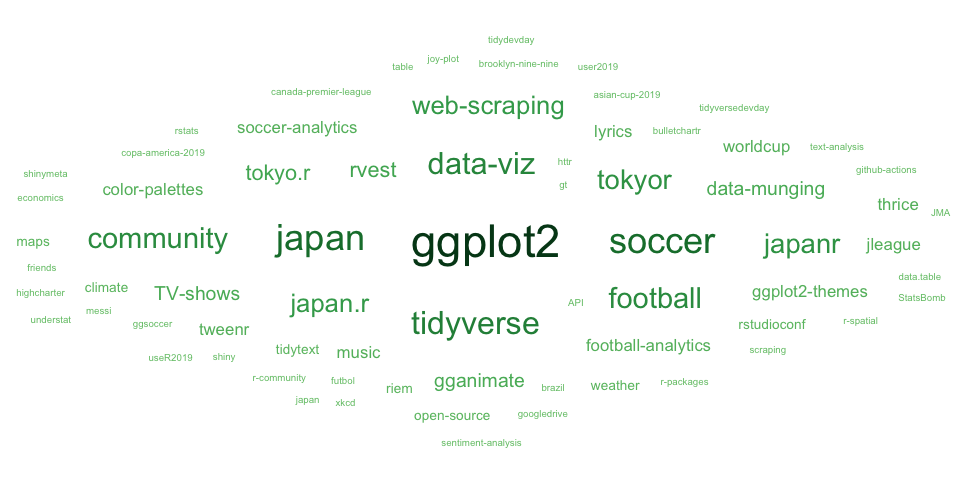 tidydevday
table
joy-plot
brooklyn-nine-nine
user2019
canada-premier-league
web-scraping
asian-cup-2019
tidyversedevday
rstats
soccer-analytics
lyrics
bulletchartr
copa-america-2019
data-viz
worldcup
text-analysis
shinymeta
tokyo.r
rvest
httr
github-actions
economics
color-palettes
gt
tokyor
data-munging
thrice
JMA
maps
community
japan
ggplot2
soccer
japanr
jleague
friends
highcharter
climate
TV-shows
japan.r
API
football
ggplot2-themes
data.table
StatsBomb
understat
messi
ggsoccer
tweenr
tidyverse
rstudioconf
r-spatial
useR2019
shiny
tidytext
music
football-analytics
scraping
r-community
futbol
riem
gganimate
brazil
weather
r-packages
japan
xkcd
open-source
googledrive
sentiment-analysis